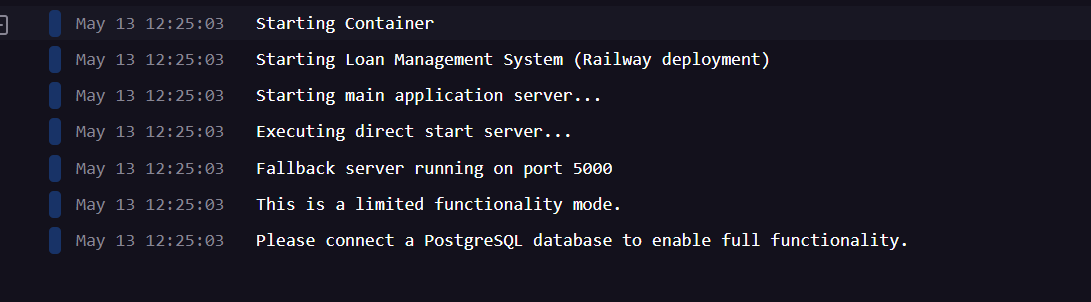 May 13 12:25:03 Starting Container
May 13 12:25:03 Starting Loan Management System (Railway deployment)
May 13 12:25:03 Starting main application server...
May 13 12:25:03 Executing direct start server...
May 13 12:25:03 Fallback server running on port 5000
May 13 12:25:03 This is a limited functionality mode.
May 13 12:25:03 Please connect a PostgreSQL database to enable full functionality.